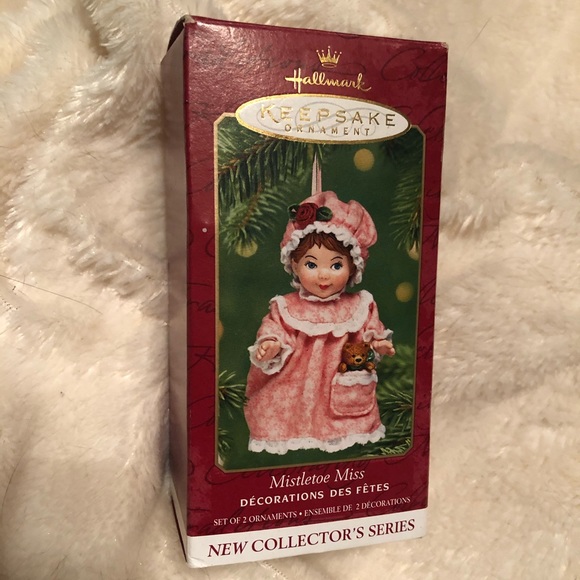 Hallmark
KEEPSAKE
ORNAMENT
Mistletoe Miss
DÉCORATIONS DES FÊTES
SET OF 2 ORNAMENTS • ENSEMBLE DE 2 DÉCORATIONS
NEW COLLECTOR'S SERIES